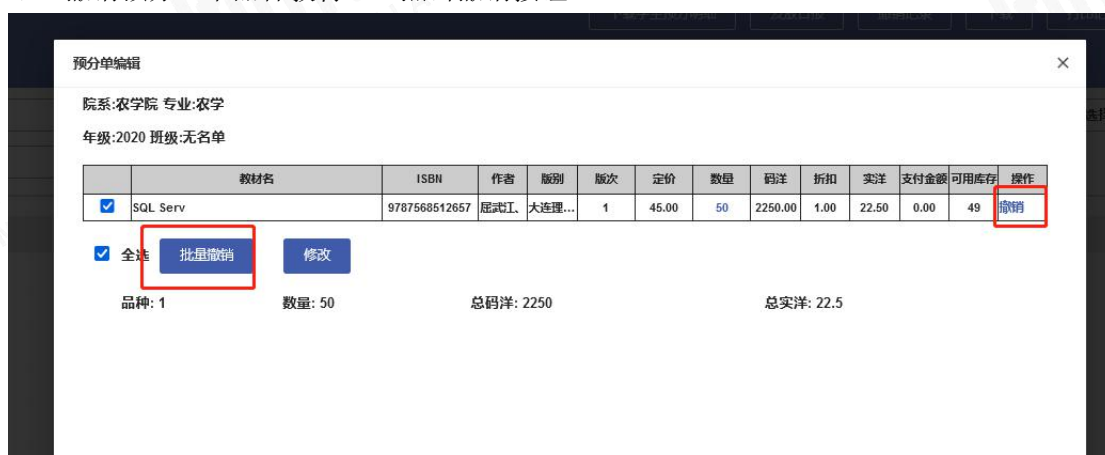 预分单编辑
×
院系:农学院 专业:农学
年级:2020 班级:无名单
教材名 ISBN 作者 版别 版次 定价 数量 码洋 折扣 实洋 支付金额 可用库存 操作
SQL Serv 9787568512657 屈武江、 大连理... 1 45.00 50 2250.00 1.00 22.50 0.00 49 撤销
全选 批量撤销 修改
品种: 1 数量: 50 总码洋: 2250 总实洋: 22.5